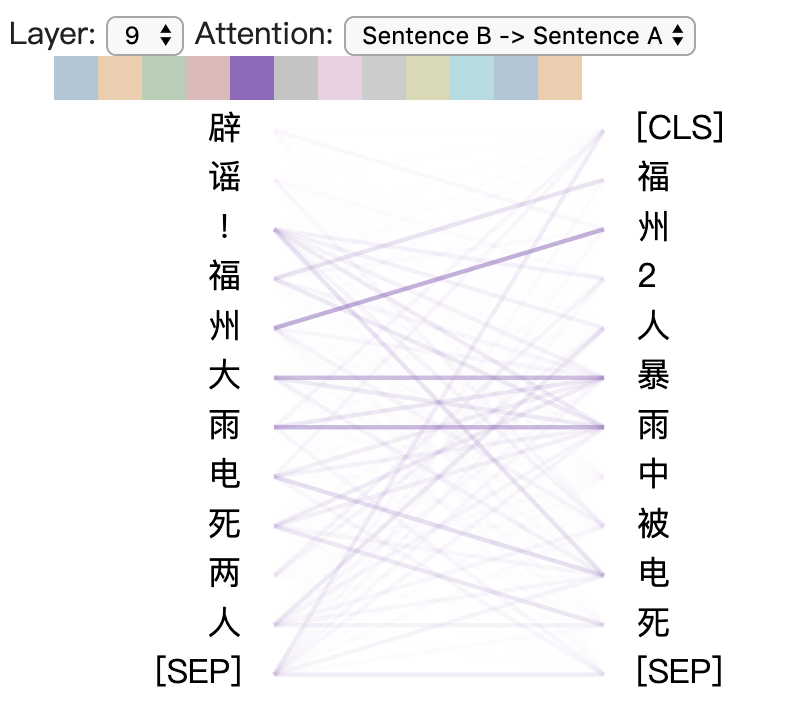 Layer: 9 Attention: Sentence B -> Sentence A
辟 [CLS]
谣 福
! 州
福 2
州 人
大 暴
雨 雨
电 中
死 被
两 电
人 死
[SEP] [SEP]